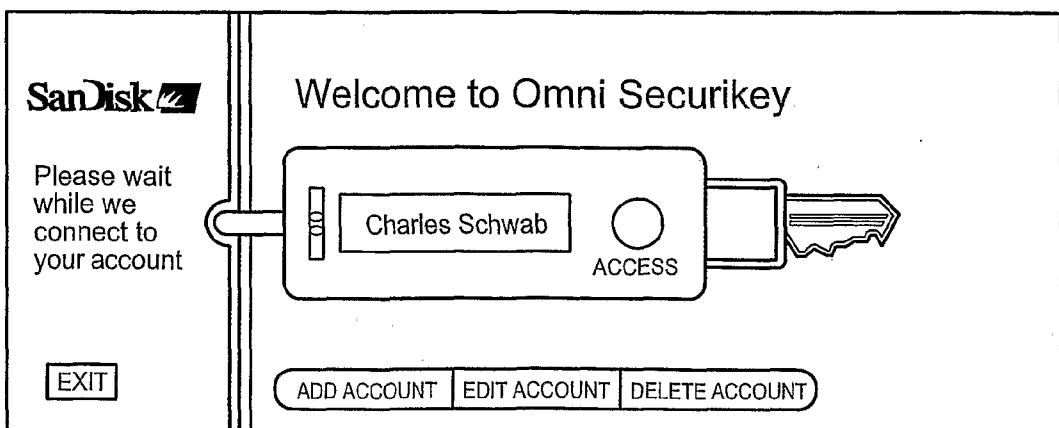 SanDisk
Please wait
while we
connect to
your account
EXIT
Welcome to Omni Securikey
Charles Schwab
ACCESS
ADD ACCOUNT
EDIT ACCOUNT
DELETE ACCOUNT